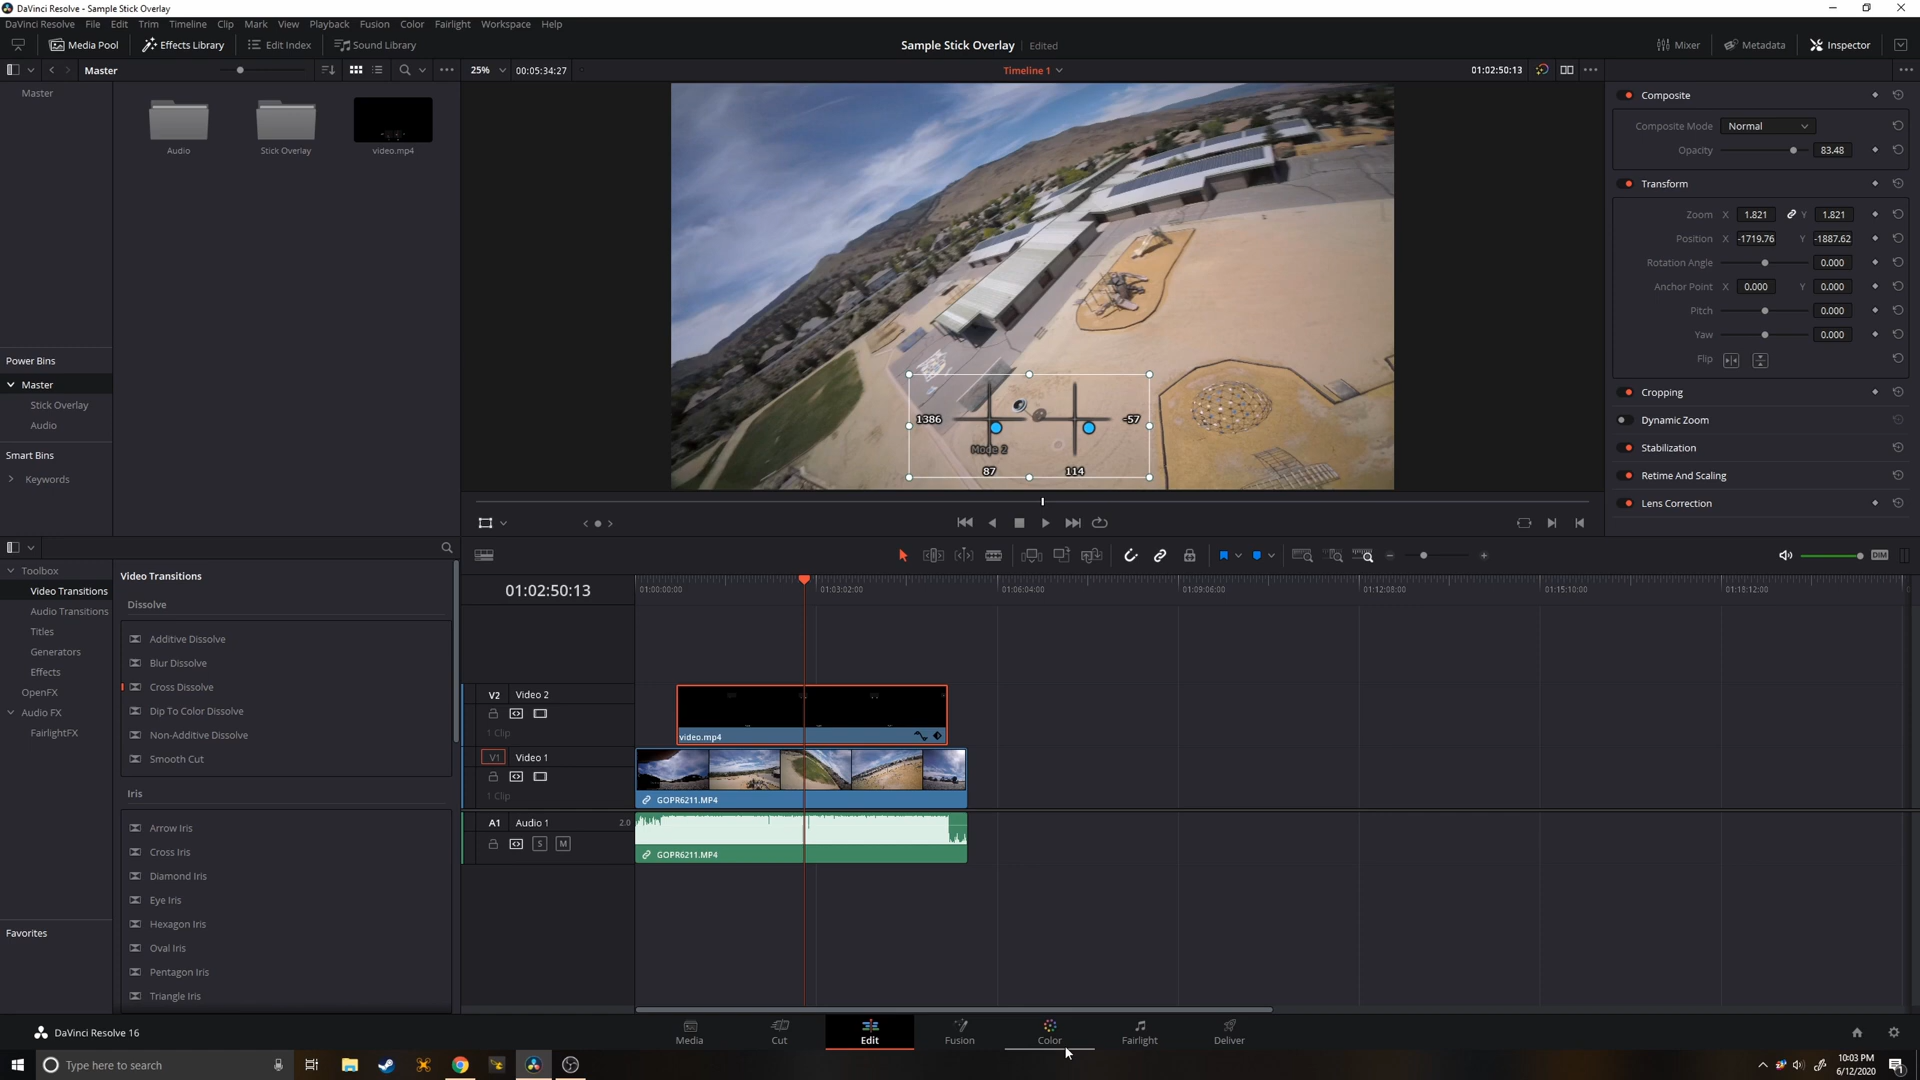 DaVinci Resolve - Sample Stick Overlay
DaVinci Resolve File Edit Trim Timeline Clip Mark View Playback Fusion Color Fairlight Workspace Help
Media Pool Effects Library Edit Index Sound Library Sample Stick Overlay Edited Mixer Metadata Inspector
Master 25% 00:05:34:27 Timeline 1 01:02:50:13
Master
Audio Stick Overlay video.mp4
Composite
Composite Mode Normal
Opacity 83.48
Transform
Zoom X 1.821 Y 1.821
Position X -1719.76 Y -1887.62
Rotation Angle 0.000
Anchor Point X 0.000 Y 0.000
Pitch 0.000
Yaw 0.000
Flip
Cropping
Dynamic Zoom
Stabilization
Retime And Scaling
Lens Correction
1386 -57
Mode 2
87 114
Power Bins
Master
Stick Overlay
Audio
Smart Bins
Keywords
Toolbox
Video Transitions
Audio Transitions
Titles
Generators
Effects
OpenFX
Audio FX
FairlightFX
Favorites
Video Transitions
Dissolve
Additive Dissolve
Blur Dissolve
Cross Dissolve
Dip To Color Dissolve
Non-Additive Dissolve
Smooth Cut
Iris
Arrow Iris
Cross Iris
Diamond Iris
Eye Iris
Hexagon Iris
Oval Iris
Pentagon Iris
Triangle Iris
DIM
01:02:50:13 01:00:00:00 01:03:02:00 01:06:04:00 01:09:06:00 01:12:08:00 01:15:10:00 01:18:12:00
V2 Video 2
1 Clip
video.mp4
V1 Video 1
1 Clip
GOPR6211.MP4
A1 Audio 1 2.0
S M
GOPR6211.MP4
DaVinci Resolve 16
Media Cut Edit Fusion Color Fairlight Deliver
Type here to search
10:03 PM
6/12/2020